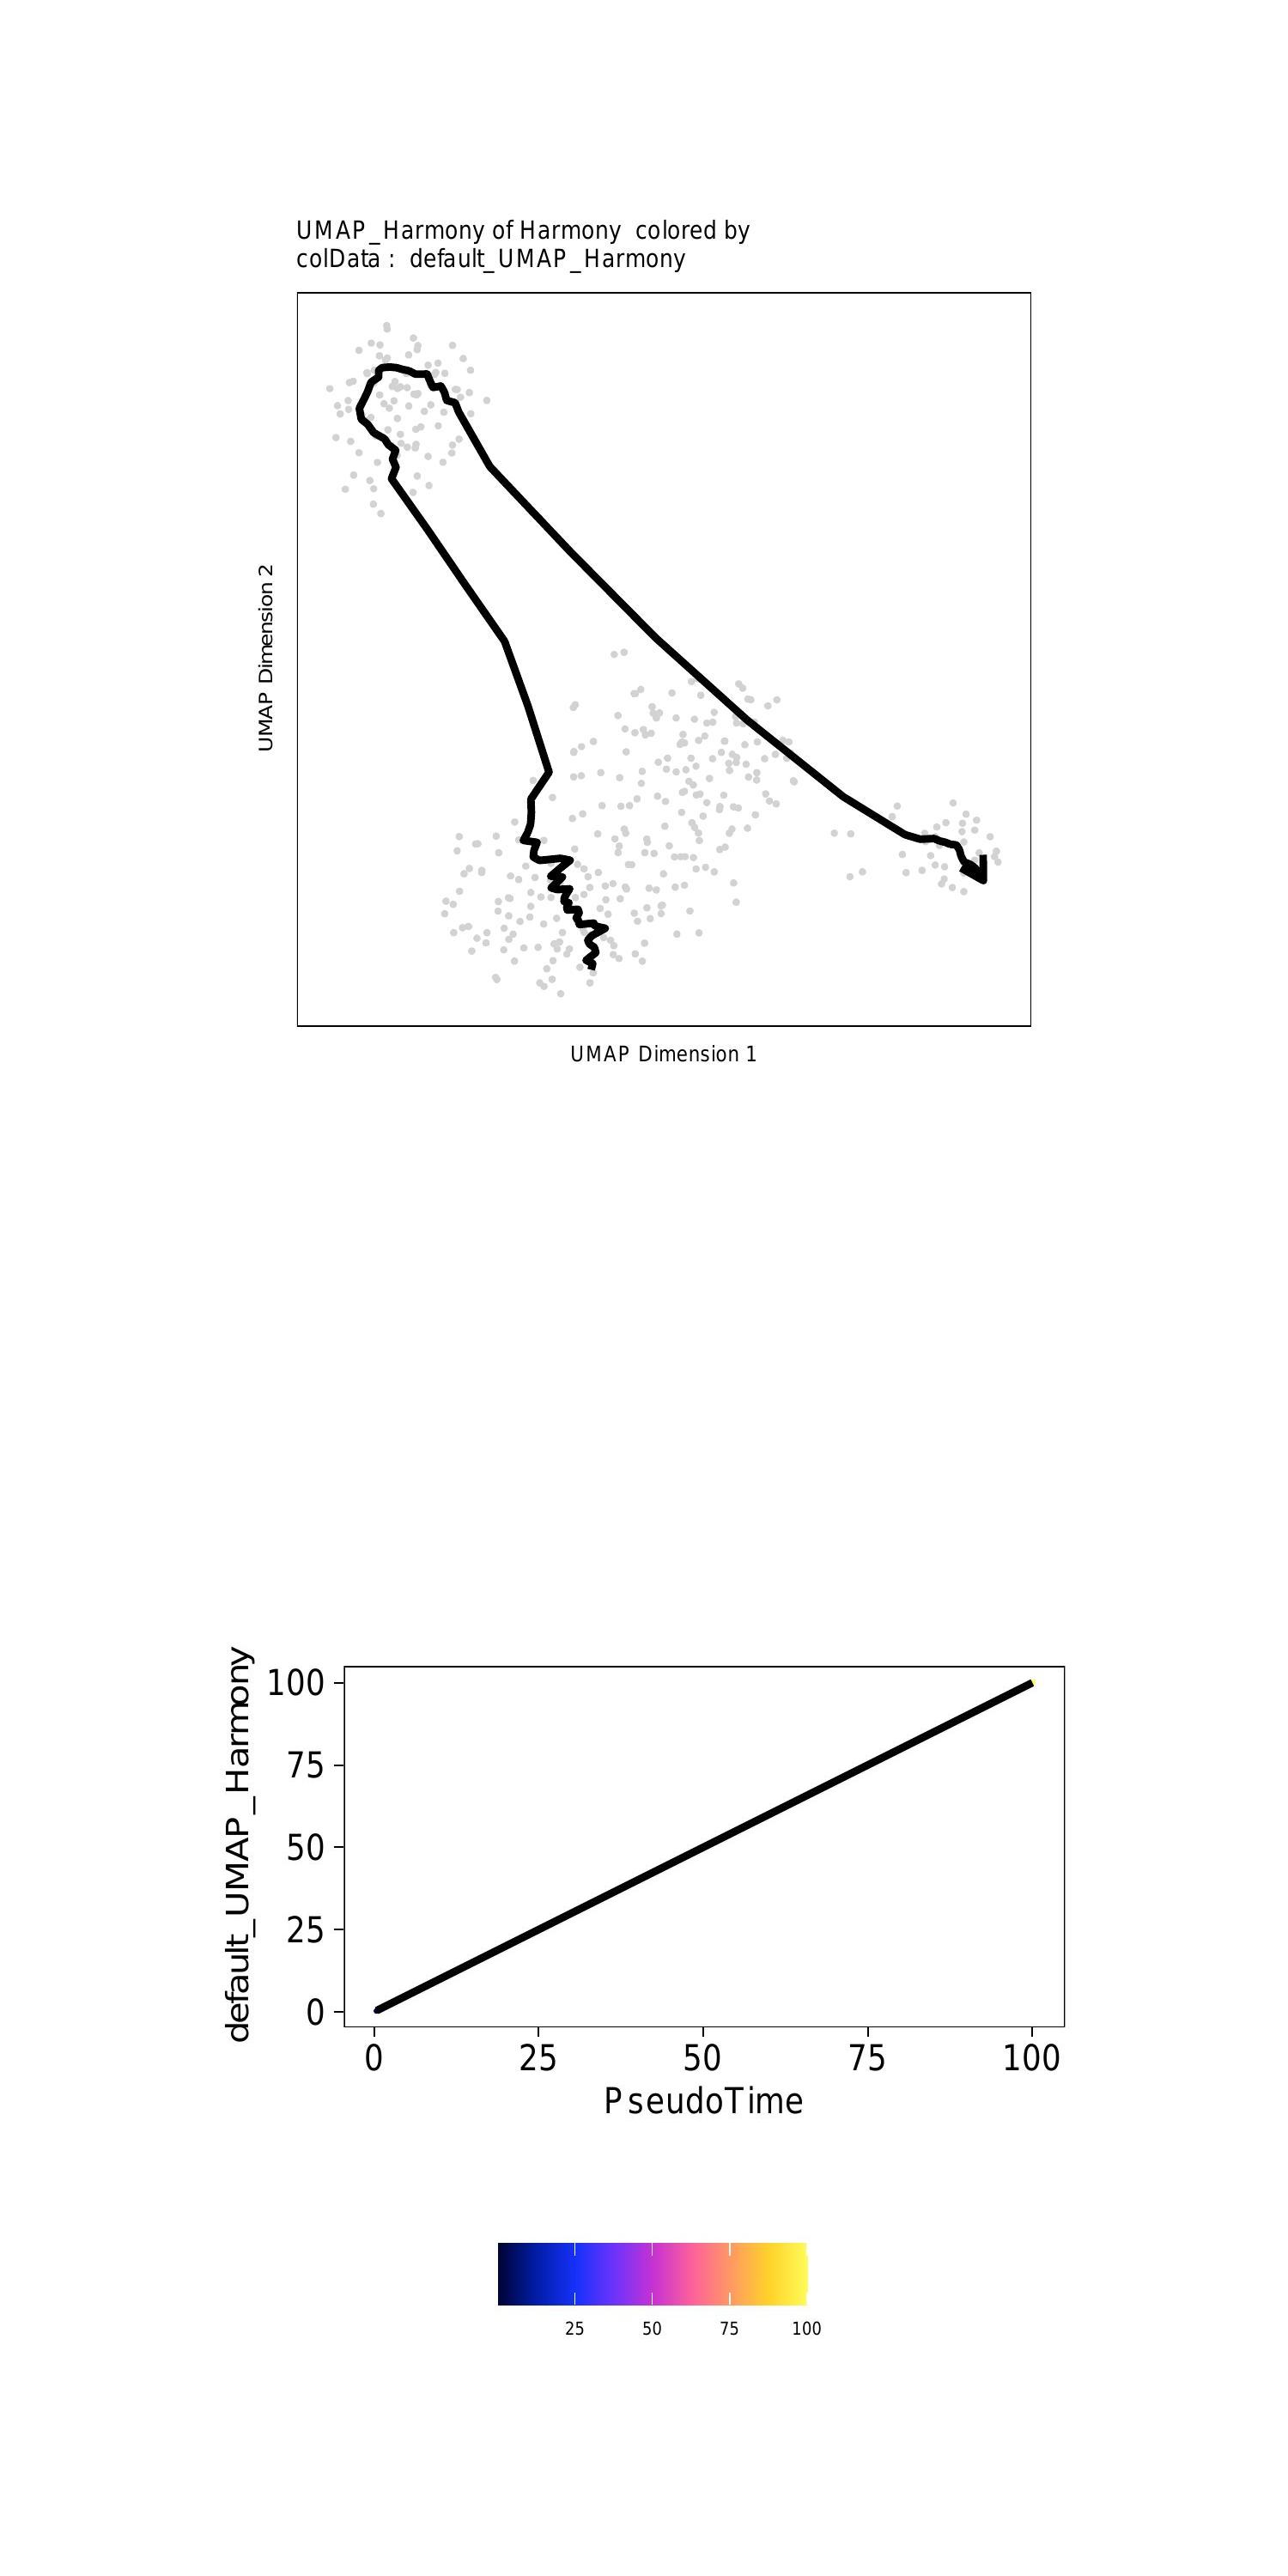 UMAP_Harmony of Harmony  colored by
colData :  default_UMAP_Harmony
UMAP Dimension 2
UMAP Dimension 1
default_UMAP_Harmony
100
75
50
25
0
0 25 50 75 100
PseudoTime
25 50 75 100